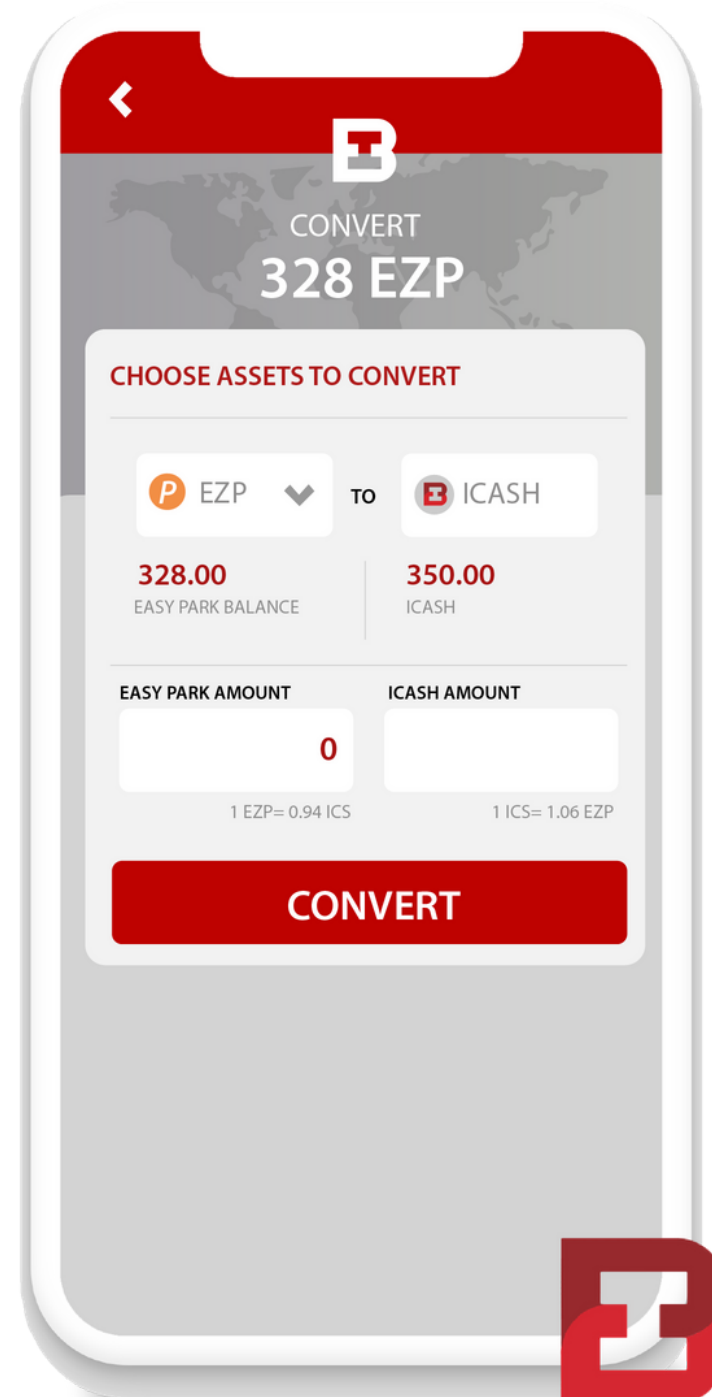 CONVERT
328 EZP
CHOOSE ASSETS TO CONVERT
P EZP TO B ICASH
328.00 350.00
EASY PARK BALANCE ICASH
EASY PARK AMOUNT ICASH AMOUNT
0
1 EZP= 0.94 ICS 1 ICS= 1.06 EZP
CONVERT